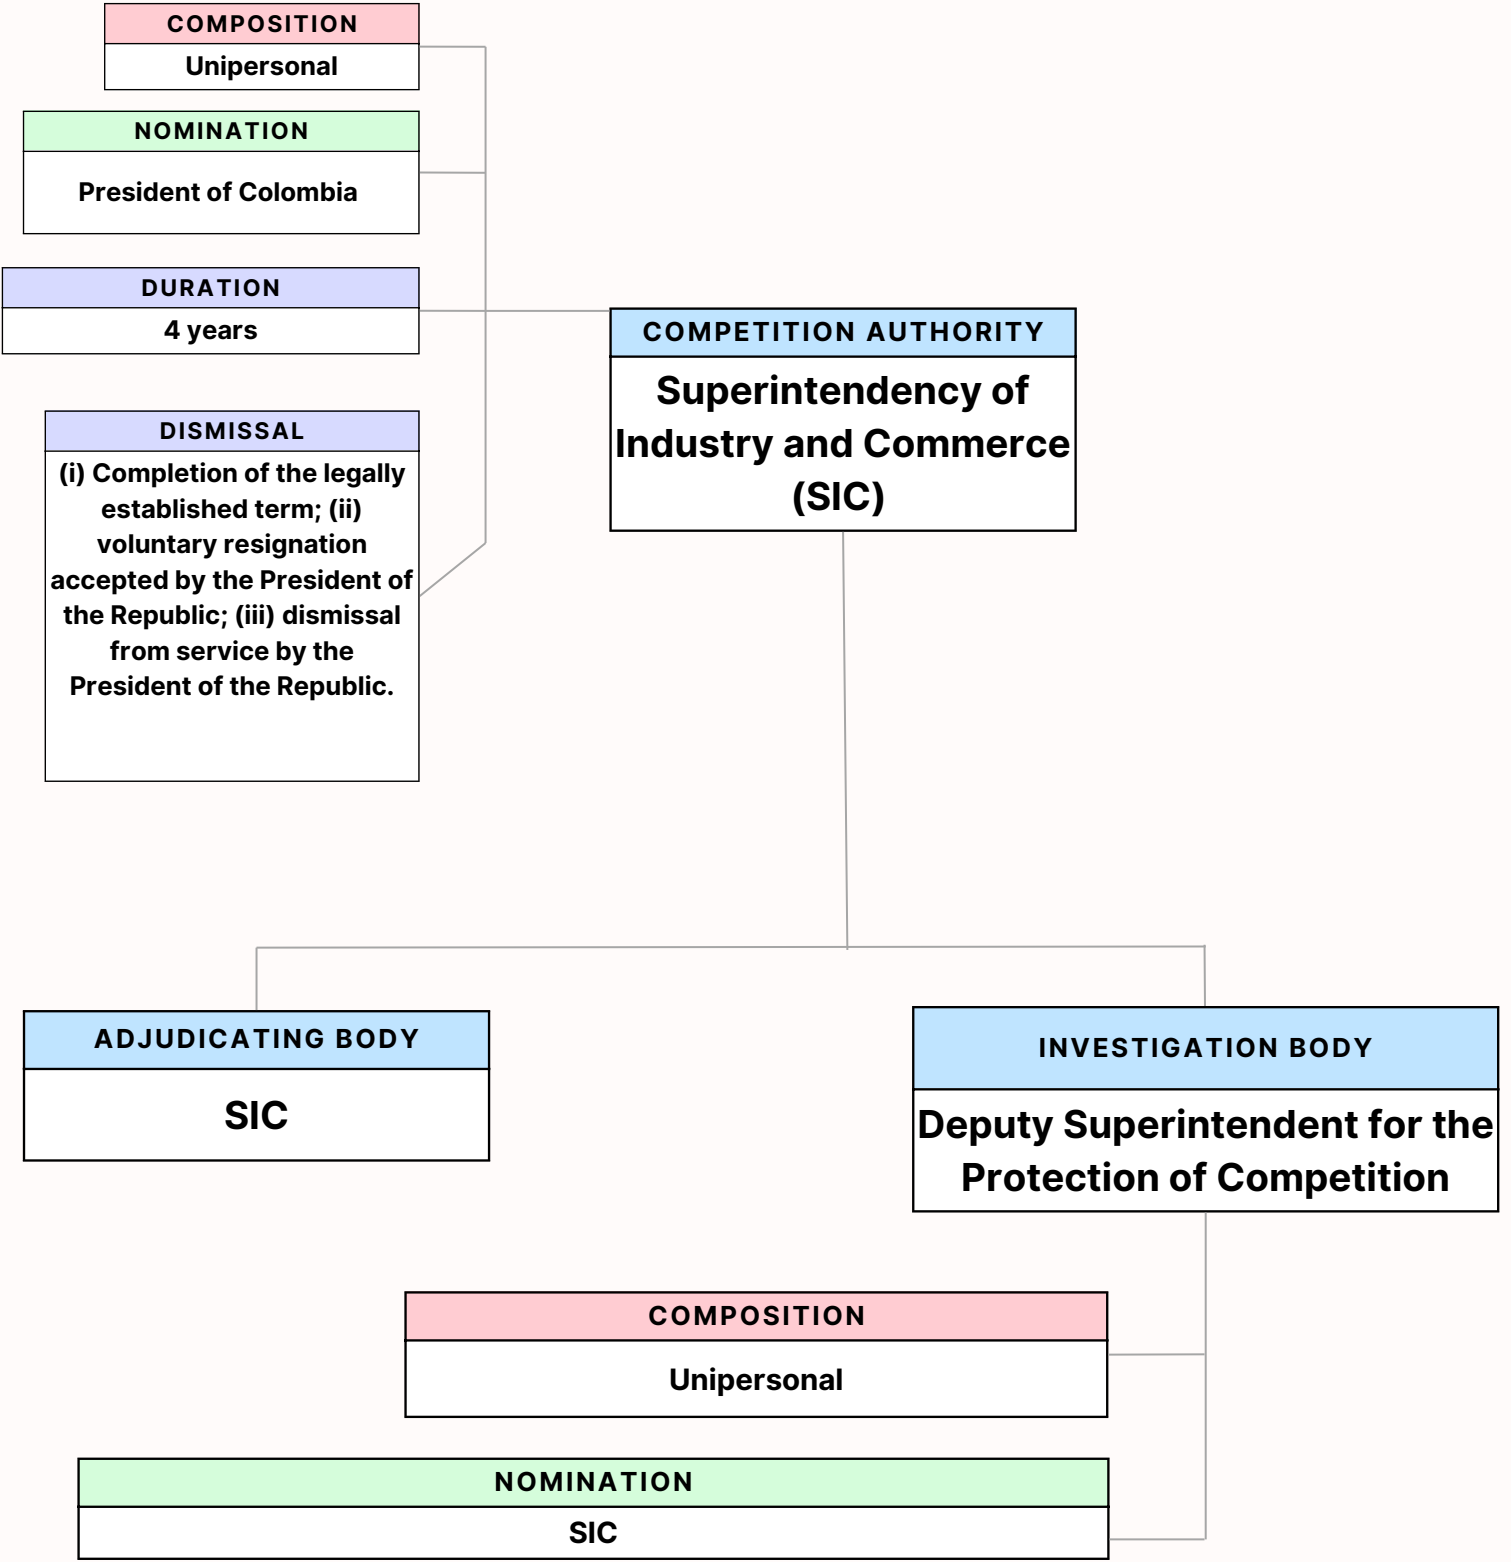 COMPOSITION
Unipersonal
NOMINATION
President of Colombia
DURATION
4 years
DISMISSAL
(i) Completion of the legally
established term; (ii)
voluntary resignation
accepted by the President of
the Republic; (iii) dismissal
from service by the
President of the Republic.
COMPETITION AUTHORITY
Superintendency of
Industry and Commerce
(SIC)
ADJUDICATING BODY
SIC
INVESTIGATION BODY
Deputy Superintendent for the
Protection of Competition
COMPOSITION
Unipersonal
NOMINATION
SIC